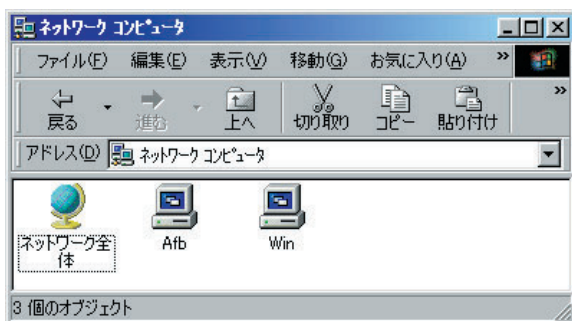 ネットワーク コンピュータ
ファイル(F) 編集(E) 表示(V) 移動(G) お気に入り(A) »
戻る 進む 上へ 切り取り コピー 貼り付け »
アドレス(D) ネットワーク コンピュータ
ネットワーク全
体
Afb
Win
3 個のオブジェクト